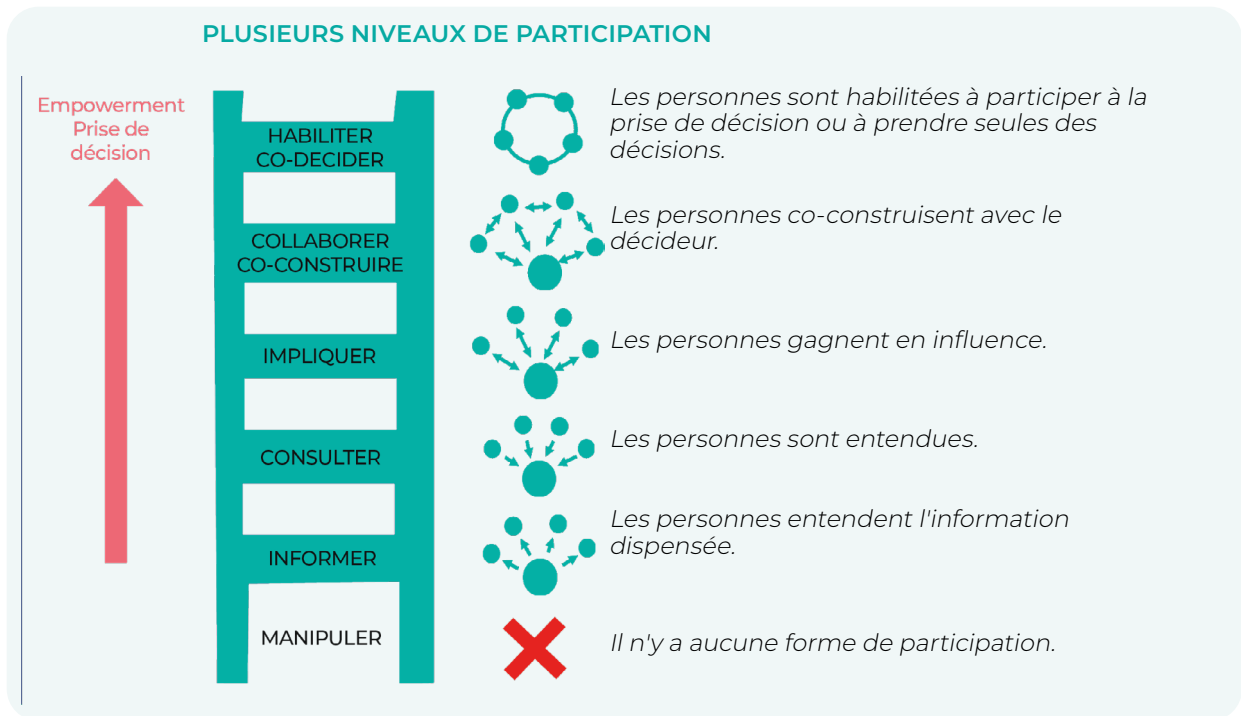 PLUSIEURS NIVEAUX DE PARTICIPATION
Empowerment
Prise de
décision
HABILITER
CO-DECIDER
Les personnes sont habilitées à participer à la
prise de décision ou à prendre seules des
décisions.
COLLABORER
CO-CONSTRUIRE
Les personnes co-construisent avec le
décideur.
IMPLIQUER
Les personnes gagnent en influence.
CONSULTER
Les personnes sont entendues.
INFORMER
Les personnes entendent l'information
dispensée.
MANIPULER
Il n'y a aucune forme de participation.